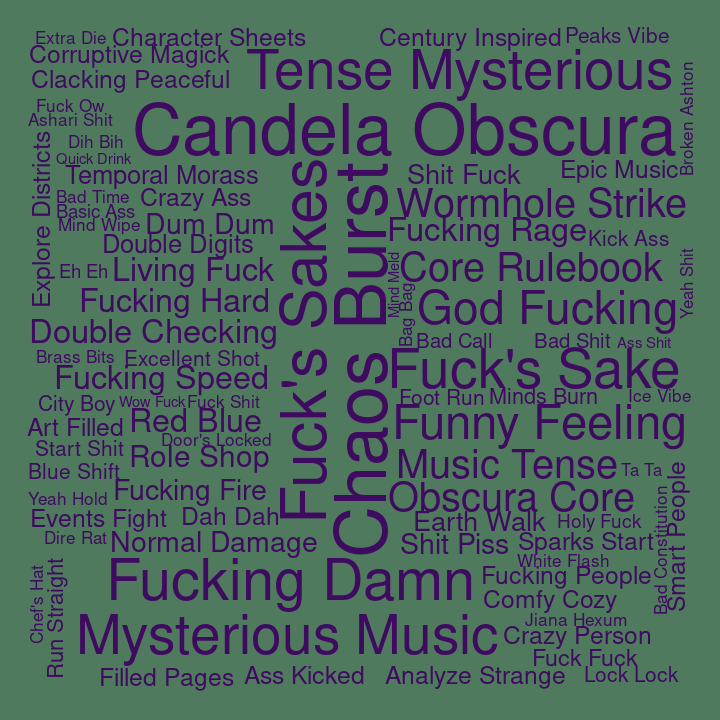 Extra Die
Character Sheets
Century Inspired
Peaks Vibe
Corruptive Magick
Tense Mysterious
Clacking Peaceful
Broken Ashton
Fuck Ow
Candela Obscura
Ashari Shit
Explore Districts
Dih Bih
Quick Drink
Temporal Morass
Fuck's Sakes
Chaos Burst
Shit Fuck
Epic Music
Bad Time
Crazy Ass
Wormhole Strike
Basic Ass
Mind Wipe
Dum Dum
Fucking Rage
Kick Ass
Double Digits
Eh Eh
Living Fuck
Mind Meld
Core Rulebook
Yeah Shit
Fucking Hard
Bag Bag
God Fucking
Double Checking
Bad Call
Bad Shit
Ass Shit
Brass Bits
Excellent Shot
Fuck's Sake
Fucking Speed
City Boy
Wow Fuck
Fuck Shit
Foot Run
Minds Burn
Ice Vibe
Art Filled
Red Blue
Funny Feeling
Door's Locked
Start Shit
Role Shop
Music Tense
Ta Ta
Blue Shift
Yeah Hold
Fucking Fire
Obscura Core
Bad Constitution
Smart People
Events Fight
Dah Dah
Earth Walk
Holy Fuck
Dire Rat
Normal Damage
Shit Piss
Sparks Start
White Flash
Chef's Hat
Run Straight
Fucking Damn
Fucking People
Comfy Cozy
Mysterious Music
Jiana Hexum
Crazy Person
Fuck Fuck
Filled Pages
Ass Kicked
Analyze Strange
Lock Lock